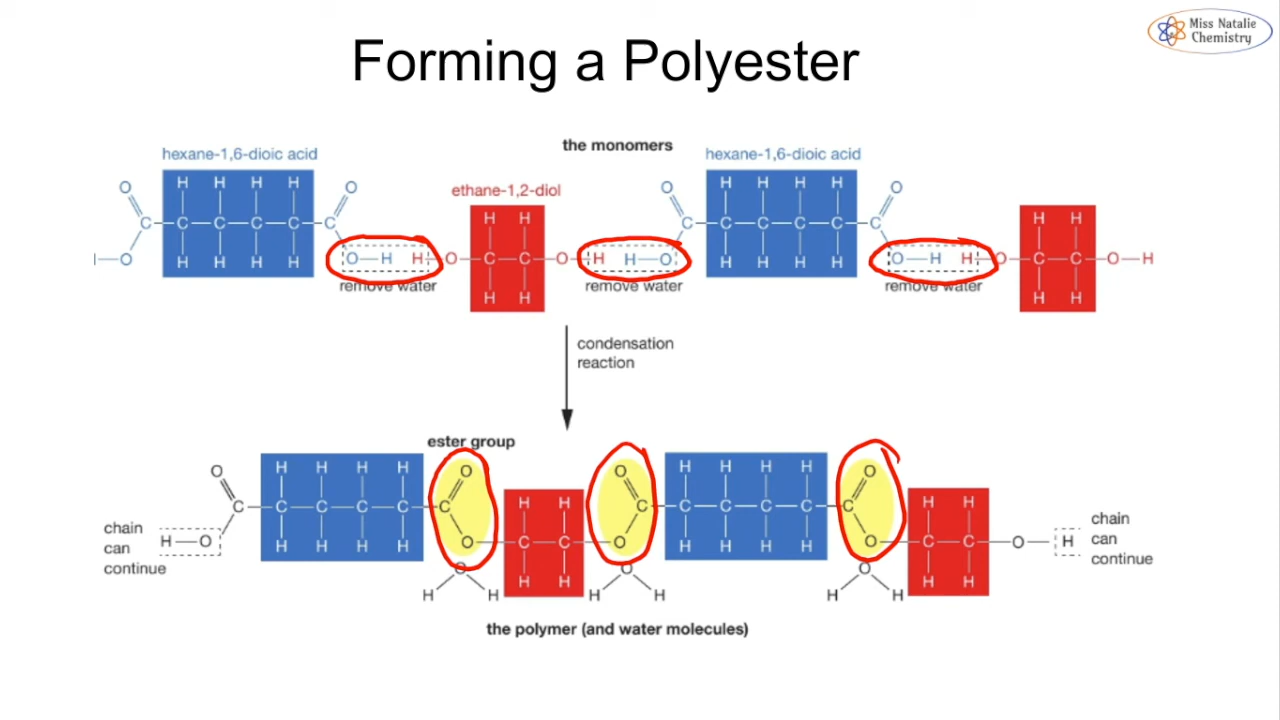 Miss Natalie
Chemistry
Forming a Polyester
the monomers
hexane-1,6-dioic acid
hexane-1,6-dioic acid
ethane-1,2-diol
O O O O
H H H H
H H H H
H H
H H
C C C C C C
C C C C C C
O
O H H O
C C
O H H O
H H H H
H H H H
O H H O
C C
O H
H H
H H
remove water
remove water
remove water
condensation
reaction
ester group
O O O O
H H H H
H H H H
H H
H H
C C C C C C
C C C C C C
chain
can
continue
H O
H H H H
O C C O
H H H H
O C C O H
chain
can
continue
H H
H H
O O O
H H H H H H
the polymer (and water molecules)